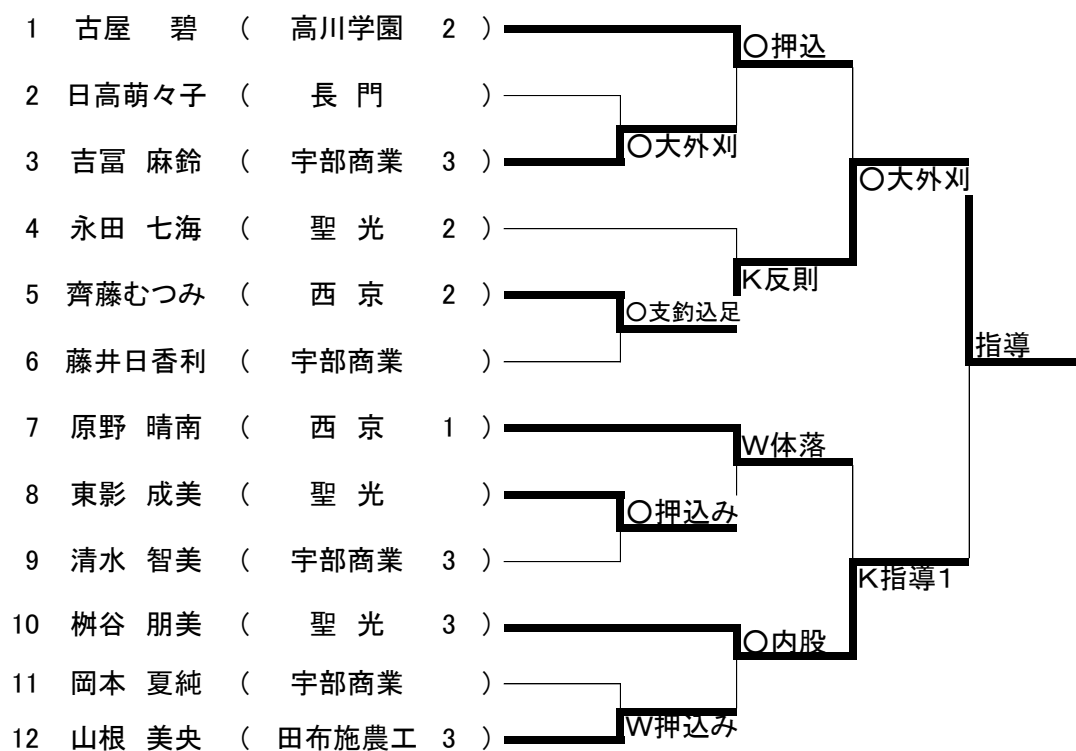 1 古屋 碧 ( 高川学園 2 )
〇押込
2 日高萌々子 ( 長 門 )
〇大外刈
3 吉冨 麻鈴 ( 宇部商業 3 )
〇大外刈
4 永田 七海 ( 聖 光 2 )
K反則
5 齊藤むつみ ( 西 京 2 )
〇支釣込足
6 藤井日香利 ( 宇部商業 )
指導
7 原野 晴南 ( 西 京 1 )
W体落
8 東影 成美 ( 聖 光 )
〇押込み
9 清水 智美 ( 宇部商業 3 )
K指導1
10 桝谷 朋美 ( 聖 光 3 )
〇内股
11 岡本 夏純 ( 宇部商業 )
W押込み
12 山根 美央 ( 田布施農工 3 )